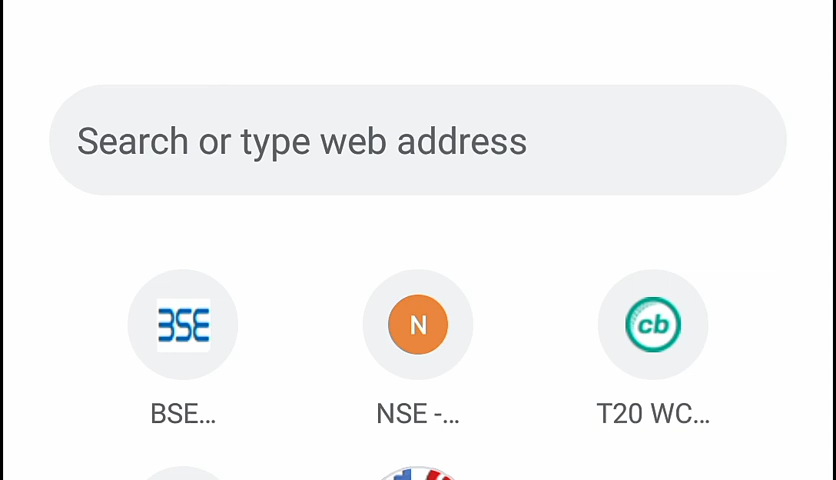 Search or type web address
BSE N cb
BSE... NSE -... T20 WC...